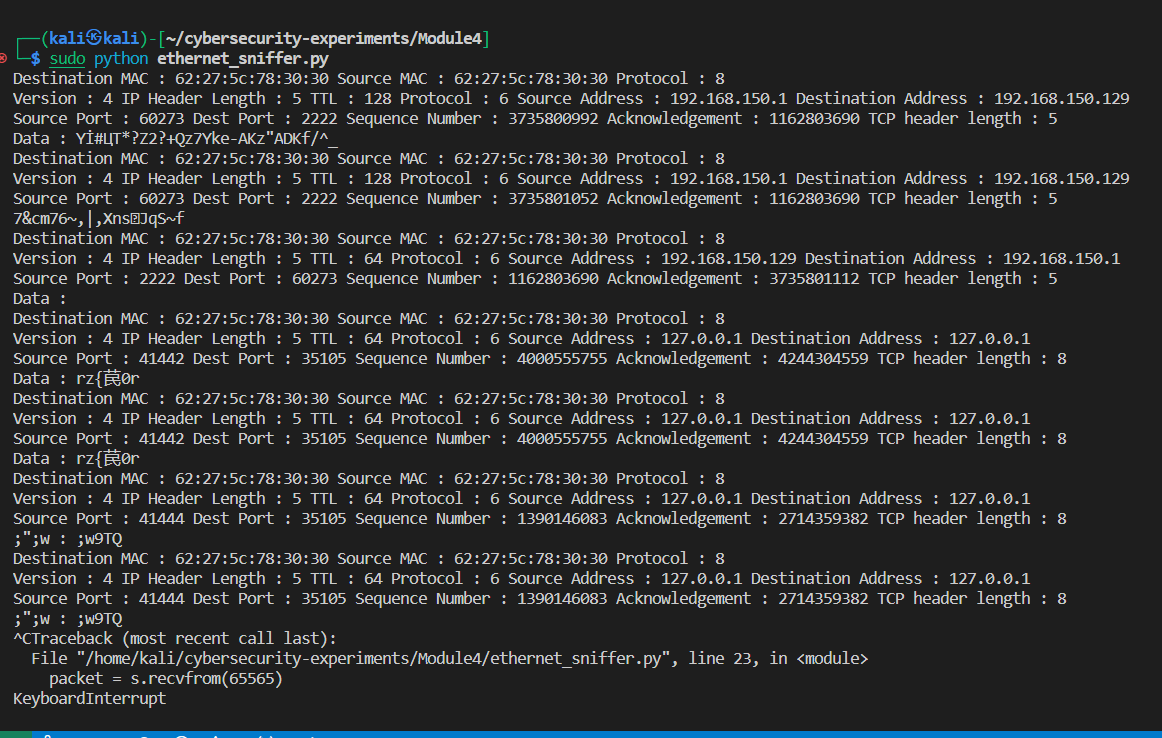 ┌──(kali㉿kali)-[~/cybersecurity-experiments/Module4]
└─$ sudo python ethernet_sniffer.py
Destination MAC : 62:27:5c:78:30:30 Source MAC : 62:27:5c:78:30:30 Protocol : 8
Version : 4 IP Header Length : 5 TTL : 128 Protocol : 6 Source Address : 192.168.150.1 Destination Address : 192.168.150.129
Source Port : 60273 Dest Port : 2222 Sequence Number : 3735800992 Acknowledgement : 1162803690 TCP header length : 5
Data : Yİ#ЦT*?Z2?+Qz7Yke-AKz"ADKf/^_
Destination MAC : 62:27:5c:78:30:30 Source MAC : 62:27:5c:78:30:30 Protocol : 8
Version : 4 IP Header Length : 5 TTL : 128 Protocol : 6 Source Address : 192.168.150.1 Destination Address : 192.168.150.129
Source Port : 60273 Dest Port : 2222 Sequence Number : 3735801052 Acknowledgement : 1162803690 TCP header length : 5
7&cm76~,|,Xns JqS~f
Destination MAC : 62:27:5c:78:30:30 Source MAC : 62:27:5c:78:30:30 Protocol : 8
Version : 4 IP Header Length : 5 TTL : 64 Protocol : 6 Source Address : 192.168.150.129 Destination Address : 192.168.150.1
Source Port : 2222 Dest Port : 60273 Sequence Number : 1162803690 Acknowledgement : 3735801112 TCP header length : 5
Data :
Destination MAC : 62:27:5c:78:30:30 Source MAC : 62:27:5c:78:30:30 Protocol : 8
Version : 4 IP Header Length : 5 TTL : 64 Protocol : 6 Source Address : 127.0.0.1 Destination Address : 127.0.0.1
Source Port : 41442 Dest Port : 35105 Sequence Number : 4000555755 Acknowledgement : 4244304559 TCP header length : 8
Data : rz{茛0r
Destination MAC : 62:27:5c:78:30:30 Source MAC : 62:27:5c:78:30:30 Protocol : 8
Version : 4 IP Header Length : 5 TTL : 64 Protocol : 6 Source Address : 127.0.0.1 Destination Address : 127.0.0.1
Source Port : 41442 Dest Port : 35105 Sequence Number : 4000555755 Acknowledgement : 4244304559 TCP header length : 8
Data : rz{茛0r
Destination MAC : 62:27:5c:78:30:30 Source MAC : 62:27:5c:78:30:30 Protocol : 8
Version : 4 IP Header Length : 5 TTL : 64 Protocol : 6 Source Address : 127.0.0.1 Destination Address : 127.0.0.1
Source Port : 41444 Dest Port : 35105 Sequence Number : 1390146083 Acknowledgement : 2714359382 TCP header length : 8
;";w : ;w9TQ
Destination MAC : 62:27:5c:78:30:30 Source MAC : 62:27:5c:78:30:30 Protocol : 8
Version : 4 IP Header Length : 5 TTL : 64 Protocol : 6 Source Address : 127.0.0.1 Destination Address : 127.0.0.1
Source Port : 41444 Dest Port : 35105 Sequence Number : 1390146083 Acknowledgement : 2714359382 TCP header length : 8
;";w : ;w9TQ
^CTraceback (most recent call last):
File "/home/kali/cybersecurity-experiments/Module4/ethernet_sniffer.py", line 23, in <module>
packet = s.recvfrom(65565)
KeyboardInterrupt